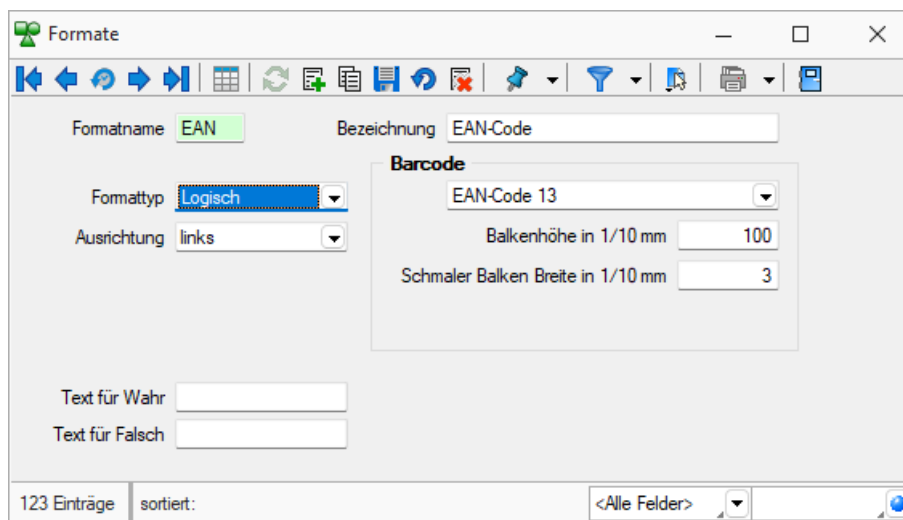 Formate
Formatname EAN Bezeichnung EAN-Code
Barcode
Formattyp Logisch EAN-Code 13
Ausrichtung links Balkenhöhe in 1/10 mm 100
Schmaler Balken Breite in 1/10 mm 3
Text für Wahr
Text für Falsch
123 Einträge sortiert: <Alle Felder>